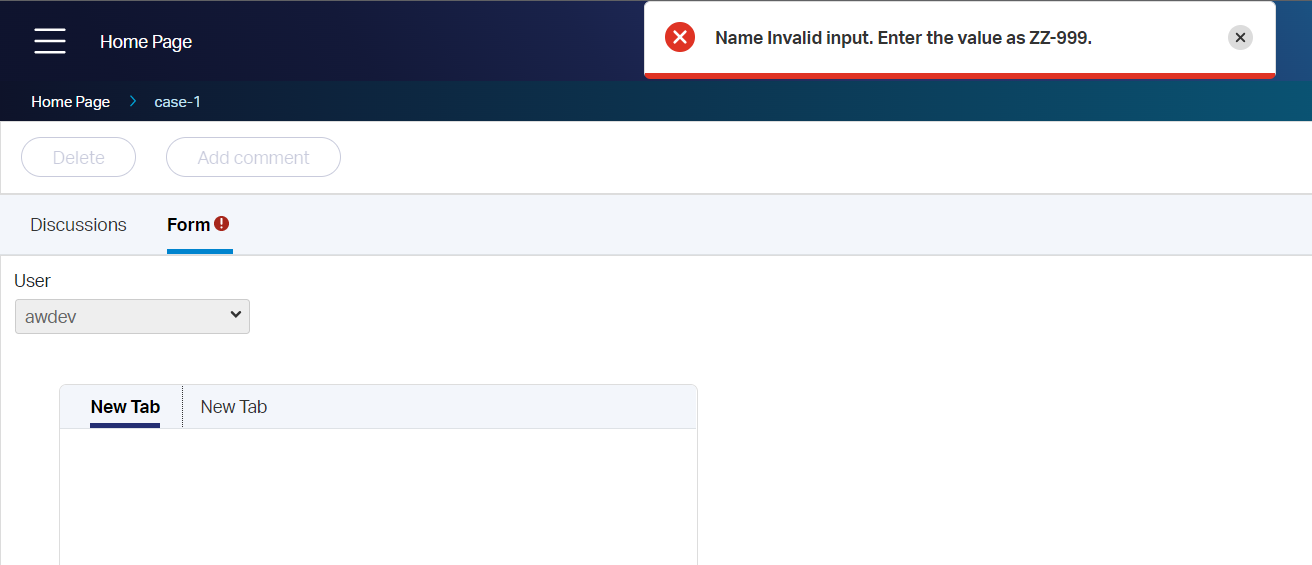 Home Page
Name Invalid input. Enter the value as ZZ-999.
Home Page > case-1
Delete
Add comment
Discussions
Form
User
awdev
New Tab
New Tab